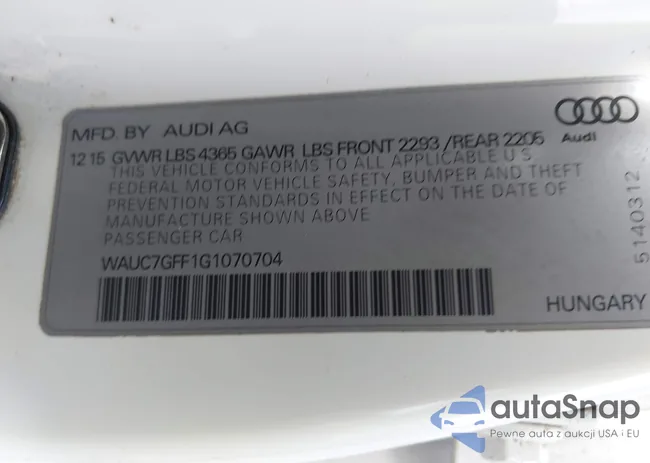 MFD. BY AUDI AG
Audi
12 15 GVWR LBS 4365 GAWR LBS FRONT 2293 /REAR 2205
THIS VEHICLE CONFORMS TO ALL APPLICABLE U S
FEDERAL MOTOR VEHICLE SAFETY, BUMPER AND THEFT
PREVENTION STANDARDS IN EFFECT ON THE DATE OF
MANUFACTURE SHOWN ABOVE
PASSENGER CAR
WAUC7GFF1G1070704
5140312
HUNGARY
autoSnap
Pewne auta z aukcji USA i EU